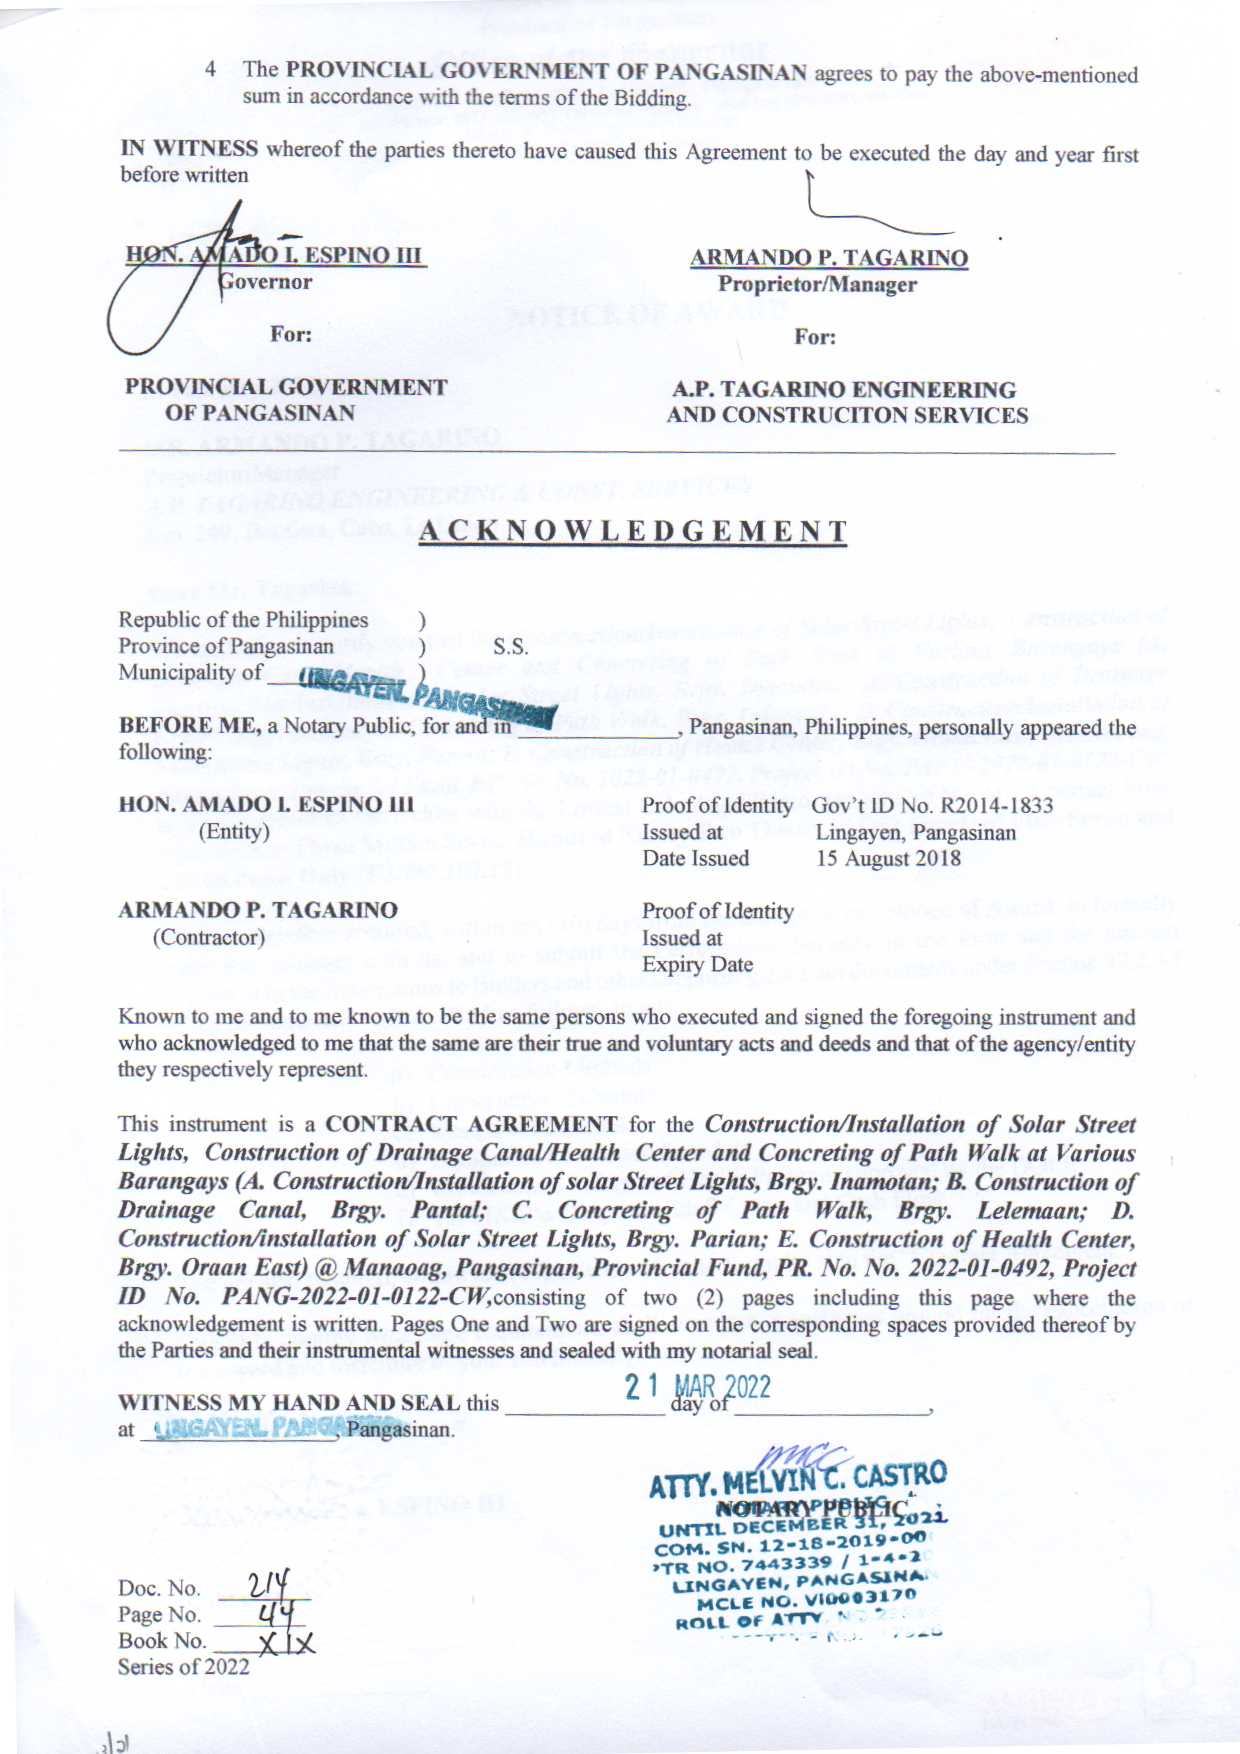 4 The PROVINCIAL GOVERNMENT OF PANGASINAN agrees to pay the above-mentioned
sum in accordance with the terms of the Bidding.
IN WITNESS whereof the parties thereto have caused this Agreement to be executed the day and year first
before written
HON. AMADO I. ESPINO III
Governor
For:
PROVINCIAL GOVERNMENT
OF PANGASINAN
ARMANDO P. TAGARINO
Proprietor/Manager
For:
A.P. TAGARINO ENGINEERING
AND CONSTRUCITON SERVICES
ACKNOWLEDGEMENT
Republic of the Philippines )
Province of Pangasinan ) S.S.
Municipality of LINGAYEN, PANGASINAN )
BEFORE ME, a Notary Public, for and in ____________, Pangasinan, Philippines, personally appeared the
following:
HON. AMADO I. ESPINO III Proof of Identity Gov't ID No. R2014-1833
(Entity) Issued at Lingayen, Pangasinan
Date Issued 15 August 2018
ARMANDO P. TAGARINO Proof of Identity
(Contractor) Issued at
Expiry Date
Known to me and to me known to be the same persons who executed and signed the foregoing instrument and
who acknowledged to me that the same are their true and voluntary acts and deeds and that of the agency/entity
they respectively represent.
This instrument is a CONTRACT AGREEMENT for the Construction/Installation of Solar Street
Lights, Construction of Drainage Canal/Health Center and Concreting of Path Walk at Various
Barangays (A. Construction/Installation of solar Street Lights, Brgy. Inamotan; B. Construction of
Drainage Canal, Brgy. Pantal; C. Concreting of Path Walk, Brgy. Lelemaan; D.
Construction/installation of Solar Street Lights, Brgy. Parian; E. Construction of Health Center,
Brgy. Oraan East) @ Manaoag, Pangasinan, Provincial Fund, PR. No. No. 2022-01-0492, Project
ID No. PANG-2022-01-0122-CW,consisting of two (2) pages including this page where the
acknowledgement is written. Pages One and Two are signed on the corresponding spaces provided thereof by
the Parties and their instrumental witnesses and sealed with my notarial seal.
WITNESS MY HAND AND SEAL this 21 MAR 2022 day of ____________,
at LINGAYEN, PANGASINAN, Pangasinan.
ATTY. MELVIN C. CASTRO
NOTARY PUBLIC
NOTARY PUBLIC
UNTIL DECEMBER 31, 2021
COM. SN. 12-18-2019-00
PTR NO. 7443339 / 1-4-2
LINGAYEN, PANGASINAN
MCLE NO. VI0003170
ROLL OF ATTY. NO.
Doc. No. 214
Page No. 44
Book No. XIX
Series of 2022